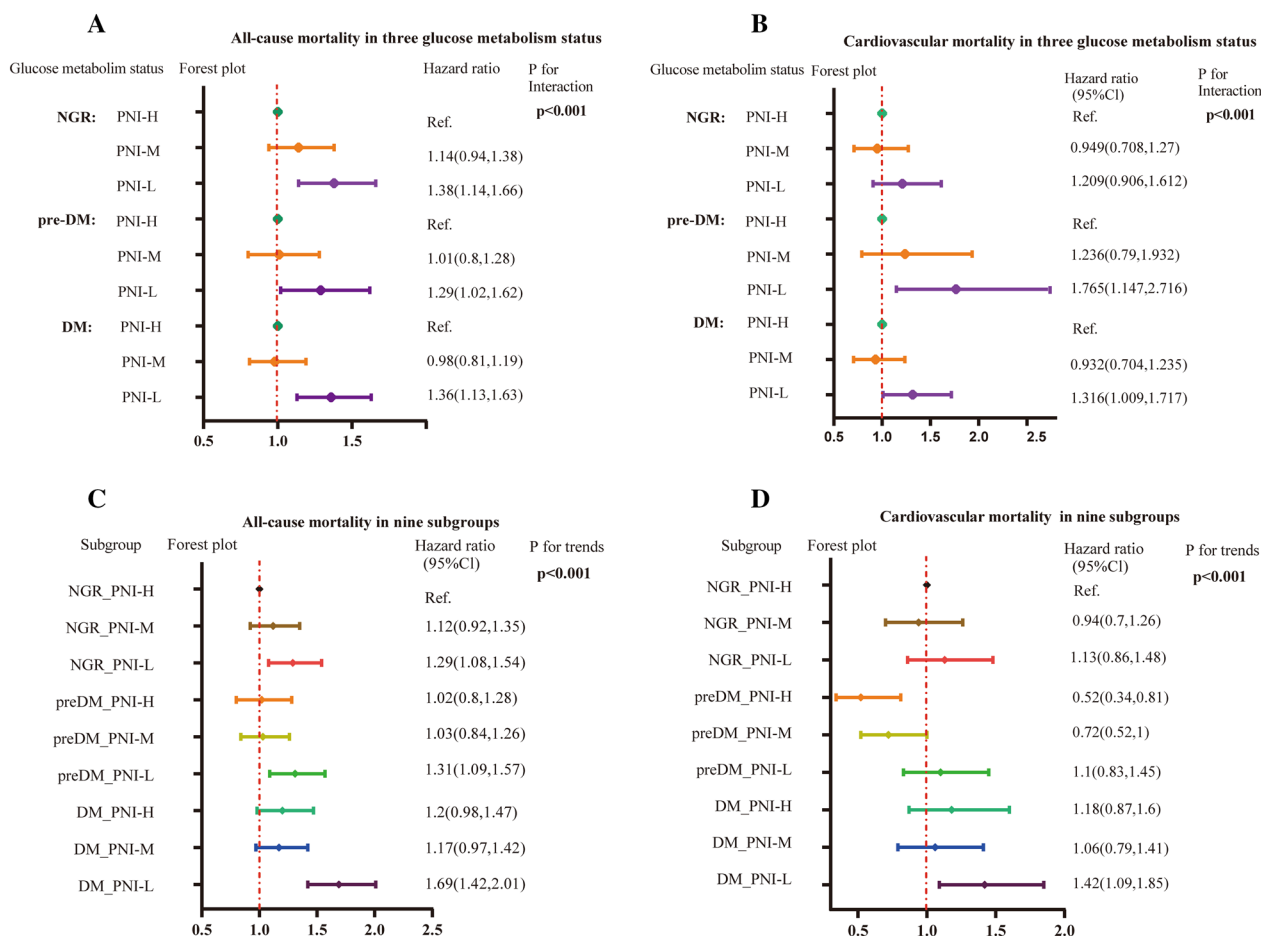 A
All-cause mortality in three glucose metabolism status
Glucose metabolim status Forest plot Hazard ratio P for
Interaction
p<0.001
NGR: PNI-H Ref.
PNI-M 1.14(0.94,1.38)
PNI-L 1.38(1.14,1.66)
pre-DM: PNI-H Ref.
PNI-M 1.01(0.8,1.28)
PNI-L 1.29(1.02,1.62)
DM: PNI-H Ref.
PNI-M 0.98(0.81,1.19)
PNI-L 1.36(1.13,1.63)
0.5 1.0 1.5
B
Cardiovascular mortality in three glucose metabolism status
Glucose metabolim status Forest plot Hazard ratio P for
(95%Cl) Interaction
p<0.001
NGR: PNI-H Ref.
PNI-M 0.949(0.708,1.27)
PNI-L 1.209(0.906,1.612)
pre-DM: PNI-H Ref.
PNI-M 1.236(0.79,1.932)
PNI-L 1.765(1.147,2.716)
DM: PNI-H Ref.
PNI-M 0.932(0.704,1.235)
PNI-L 1.316(1.009,1.717)
0.5 1.0 1.5 2.0 2.5
C
All-cause mortality in nine subgroups
Subgroup Forest plot Hazard ratio P for trends
(95%Cl) p<0.001
NGR_PNI-H Ref.
NGR_PNI-M 1.12(0.92,1.35)
NGR_PNI-L 1.29(1.08,1.54)
preDM_PNI-H 1.02(0.8,1.28)
preDM_PNI-M 1.03(0.84,1.26)
preDM_PNI-L 1.31(1.09,1.57)
DM_PNI-H 1.2(0.98,1.47)
DM_PNI-M 1.17(0.97,1.42)
DM_PNI-L 1.69(1.42,2.01)
0.5 1.0 1.5 2.0 2.5
D
Cardiovascular mortality in nine subgroups
Subgroup Forest plot Hazard ratio P for trends
(95%Cl) p<0.001
NGR_PNI-H Ref.
NGR_PNI-M 0.94(0.7,1.26)
NGR_PNI-L 1.13(0.86,1.48)
preDM_PNI-H 0.52(0.34,0.81)
preDM_PNI-M 0.72(0.52,1)
preDM_PNI-L 1.1(0.83,1.45)
DM_PNI-H 1.18(0.87,1.6)
DM_PNI-M 1.06(0.79,1.41)
DM_PNI-L 1.42(1.09,1.85)
0.5 1.0 1.5 2.0